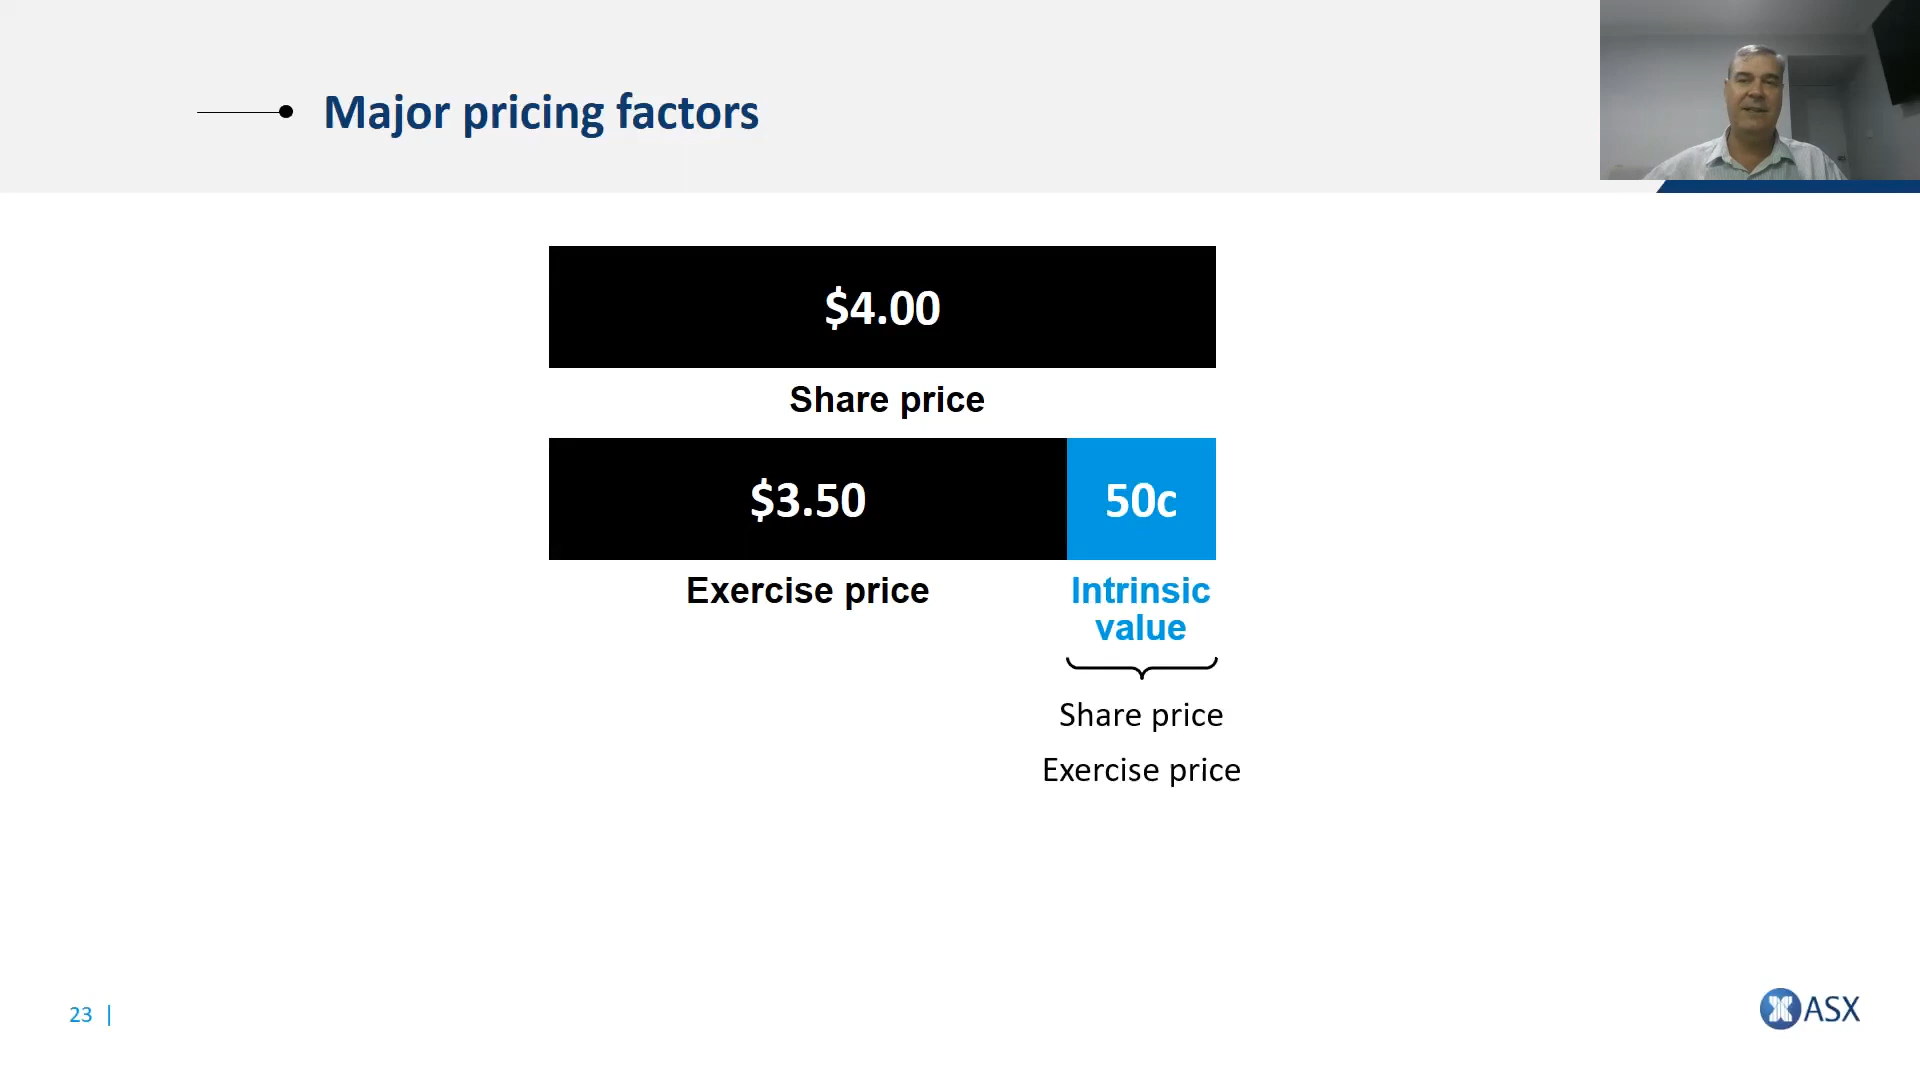 Major pricing factors
$4.00
Share price
$3.50
50c
Exercise price
Intrinsic
value
Share price
Exercise price
23 |
ASX